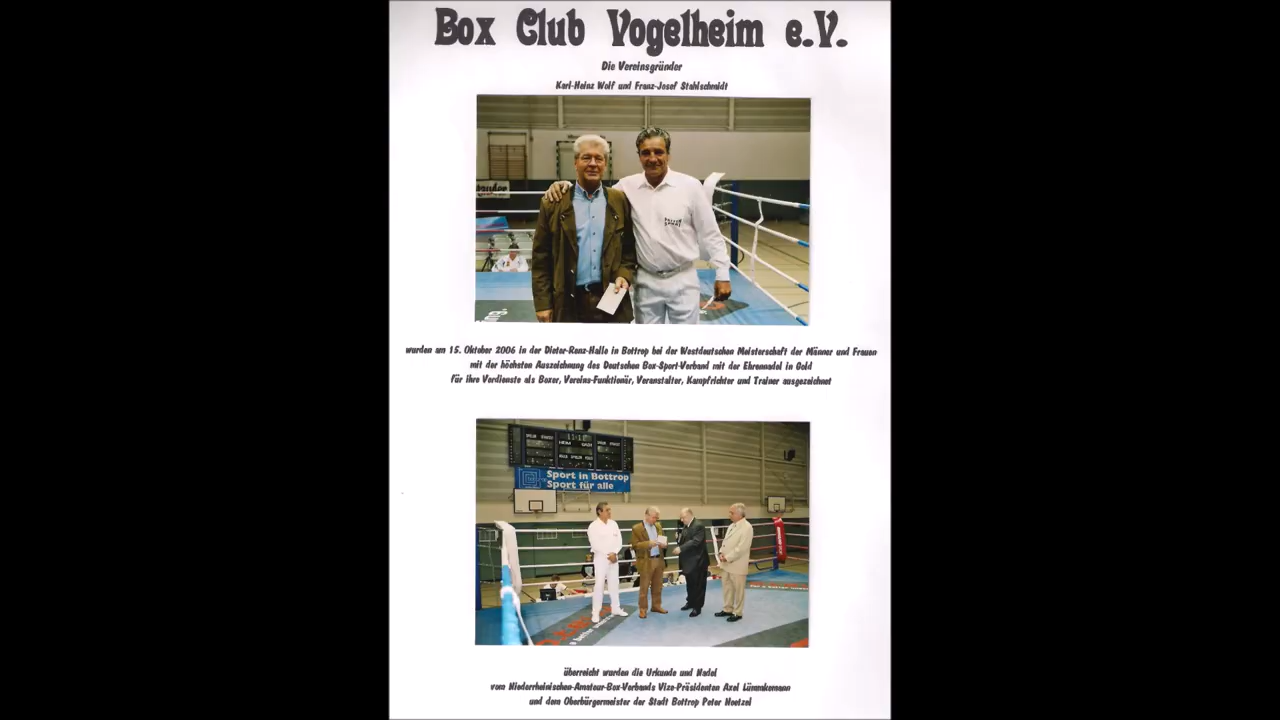 Box Club Vogelheim e.V.
Die Vereinsgründer
Karl-Heinz Wolf und Franz-Josef Stahlschmidt
wurden am 15. Oktober 2006 in der Dieter-Renz-Halle in Bottrop bei der Westdeutschen Meisterschaft der Männer und Frauen
mit der höchsten Auszeichnung des Deutschen Box-Sport-Verband mit der Ehrennadel in Gold
für ihre Verdienste als Boxer, Vereins-Funktionär, Veranstalter, Kampfrichter und Trainer ausgezeichnet
HEIM
Sport in Bottrop
Sport für alle
überreicht wurden die Urkunde und Nadel
vom Niederrheinischen-Amateur-Box-Verbands Vize-Präsidenten Axel Lümmkemann
und dem Oberbürgermeister der Stadt Bottrop Peter Noetzel